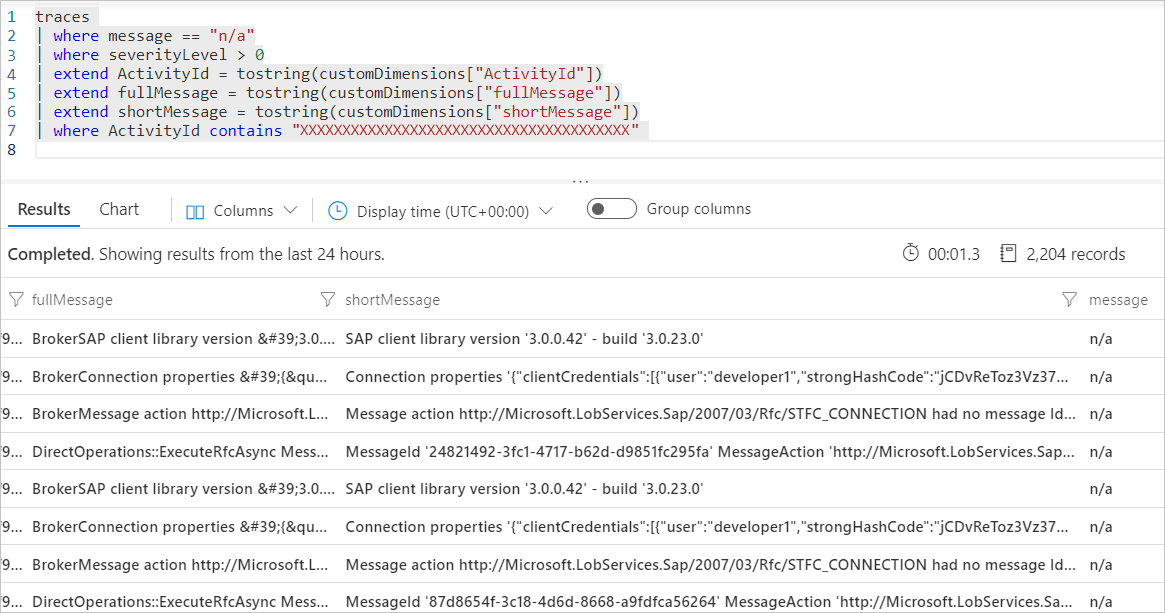 1 traces
2 | where message == "n/a"
3 | where severityLevel > 0
4 | extend ActivityId = tostring(customDimensions["ActivityId"])
5 | extend fullMessage = tostring(customDimensions["fullMessage"])
6 | extend shortMessage = tostring(customDimensions["shortMessage"])
7 | where ActivityId contains "XXXXXXXXXXXXXXXXXXXXXXXXXXXXXXXXXXXXXXX"
8
...
Results Chart Columns Display time (UTC+00:00) Group columns
Completed. Showing results from the last 24 hours. 00:01.3 2,204 records
fullMessage shortMessage message
'9... BrokerSAP client library version &#39;3.0.... SAP client library version '3.0.0.42' - build '3.0.23.0' n/a
'9... BrokerConnection properties &#39;{&qu... Connection properties '{"clientCredentials":[{"user":"developer1","strongHashCode":"jCDvReToz3Vz37... n/a
'9... BrokerMessage action http://Microsoft.L... Message action http://Microsoft.LobServices.Sap/2007/03/Rfc/STFC_CONNECTION had no message Id... n/a
'9... DirectOperations::ExecuteRfcAsync Mess... MessageId '24821492-3fc1-4717-b62d-d9851fc295fa' MessageAction 'http://Microsoft.LobServices.Sap... n/a
'9... BrokerSAP client library version &#39;3.0.... SAP client library version '3.0.0.42' - build '3.0.23.0' n/a
'9... BrokerConnection properties &#39;{&qu... Connection properties '{"clientCredentials":[{"user":"developer1","strongHashCode":"jCDvReToz3Vz37... n/a
'9... BrokerMessage action http://Microsoft.L... Message action http://Microsoft.LobServices.Sap/2007/03/Rfc/STFC_CONNECTION had no message Id... n/a
'9... DirectOperations::ExecuteRfcAsync Mess... MessageId '87d8654f-3c18-4d6d-8668-a9fdfca56264' MessageAction 'http://Microsoft.LobServices.Sap... n/a